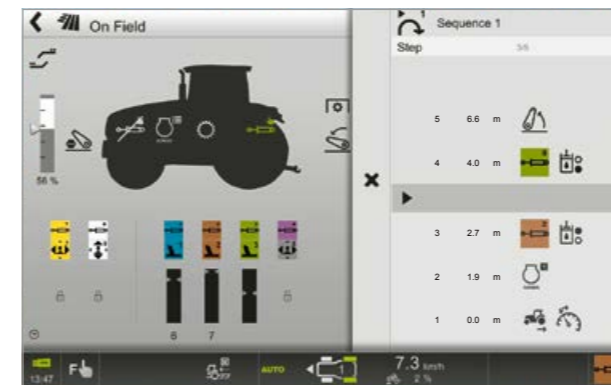 On Field
56 %
6 7
13:47
F
AUTO
1
7.3 km/h
2 %
1
Sequence 1
Step 3/6
5 6.6 m
4 4.0 m
3 2.7 m
2 1.9 m
1 0.0 m